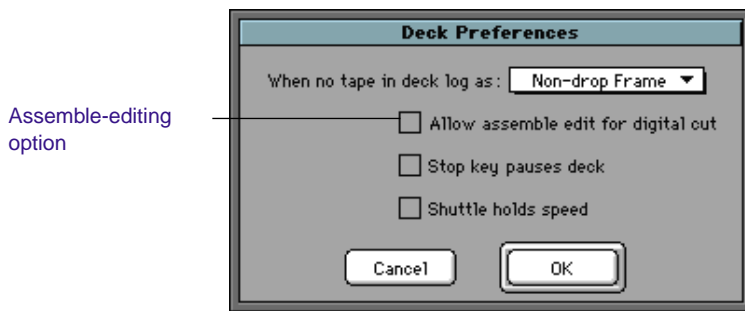 Deck Preferences
When no tape in deck log as: Non-drop Frame
Assemble-editing
option
Allow assemble edit for digital cut
Stop key pauses deck
Shuttle holds speed
Cancel OK